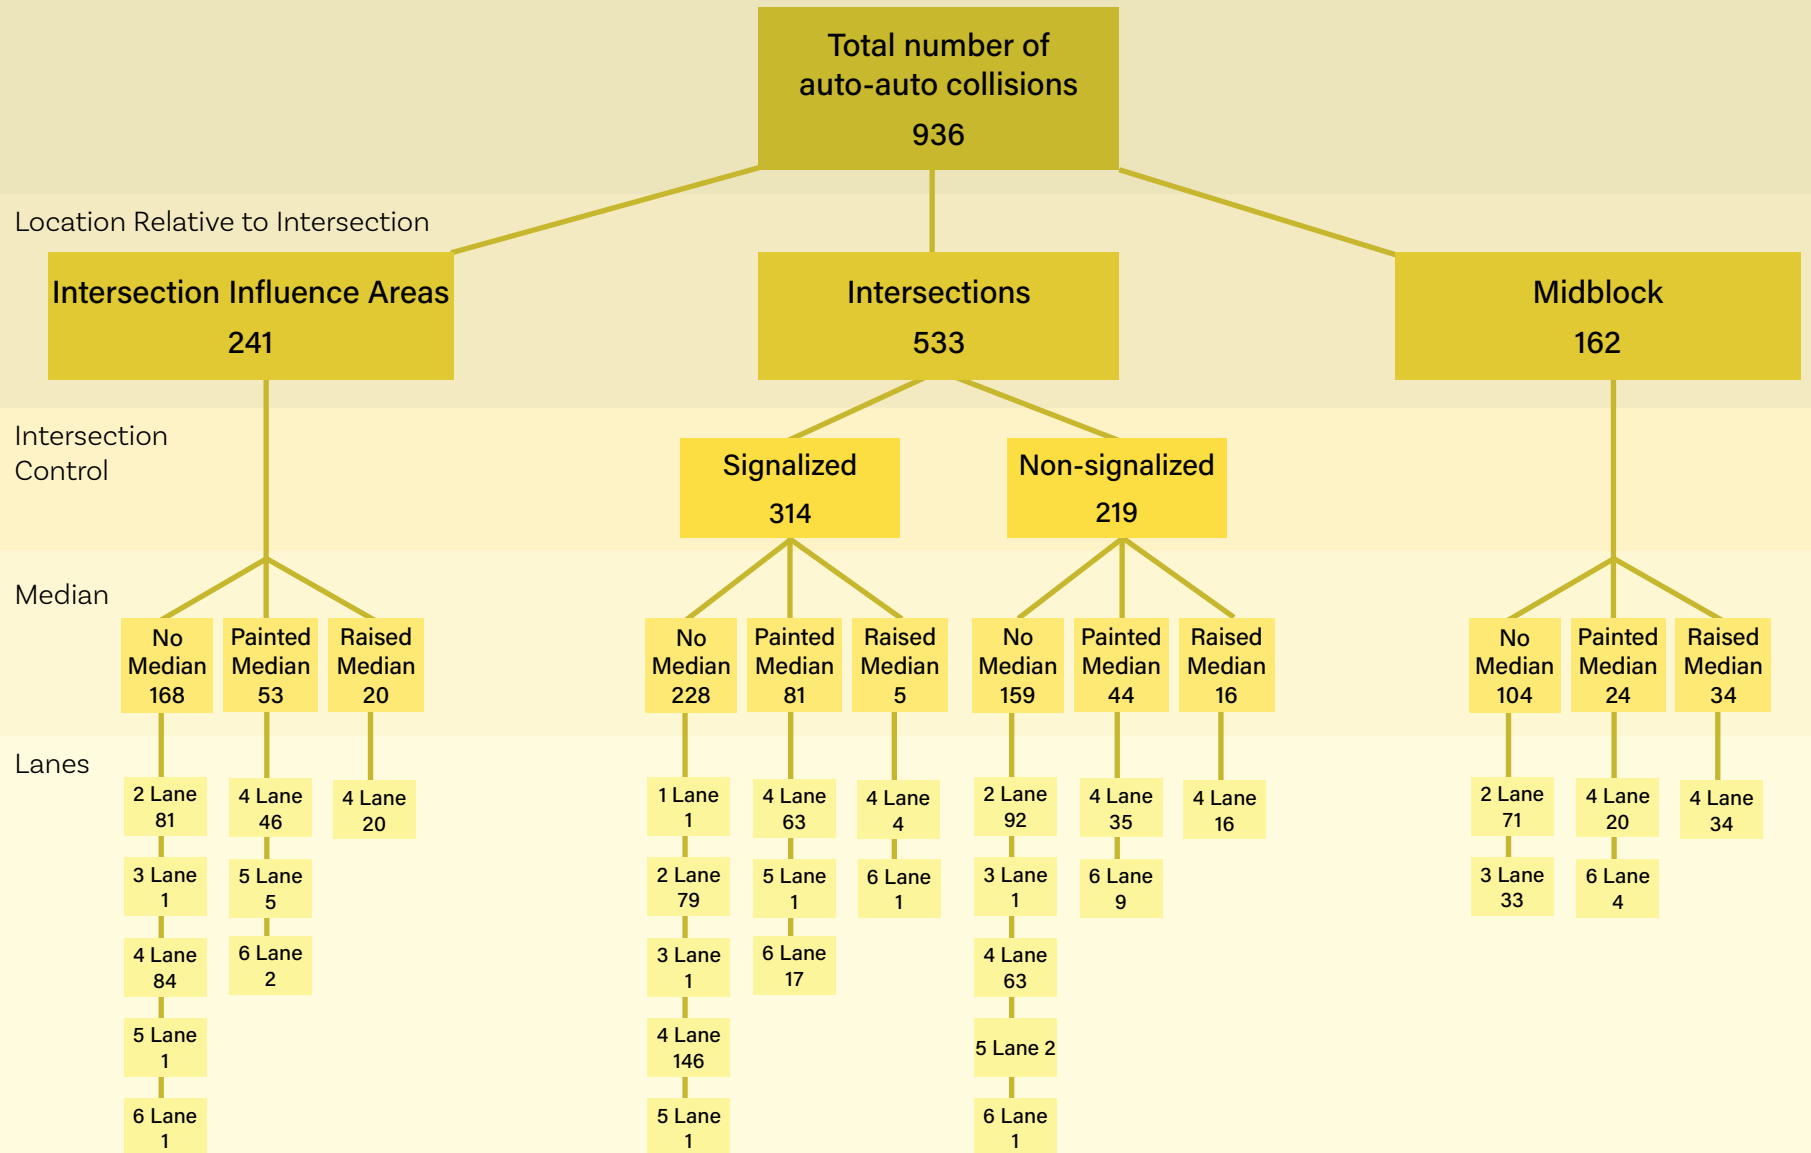 Total number of
auto-auto collisions
936
Location Relative to Intersection
Intersection Influence Areas
241
Intersections
533
Midblock
162
Intersection
Control
Signalized
314
Non-signalized
219
Median
No
Median
168
Painted
Median
53
Raised
Median
20
No
Median
228
Painted
Median
81
Raised
Median
5
No
Median
159
Painted
Median
44
Raised
Median
16
No
Median
104
Painted
Median
24
Raised
Median
34
Lanes
2 Lane
81
3 Lane
1
4 Lane
84
5 Lane
1
6 Lane
1
4 Lane
46
5 Lane
5
6 Lane
2
4 Lane
20
1 Lane
1
2 Lane
79
3 Lane
1
4 Lane
146
5 Lane
1
4 Lane
63
5 Lane
1
6 Lane
17
4 Lane
4
6 Lane
1
2 Lane
92
3 Lane
1
4 Lane
63
5 Lane 2
6 Lane
1
4 Lane
35
6 Lane
9
4 Lane
16
2 Lane
71
3 Lane
33
4 Lane
20
6 Lane
4
4 Lane
34